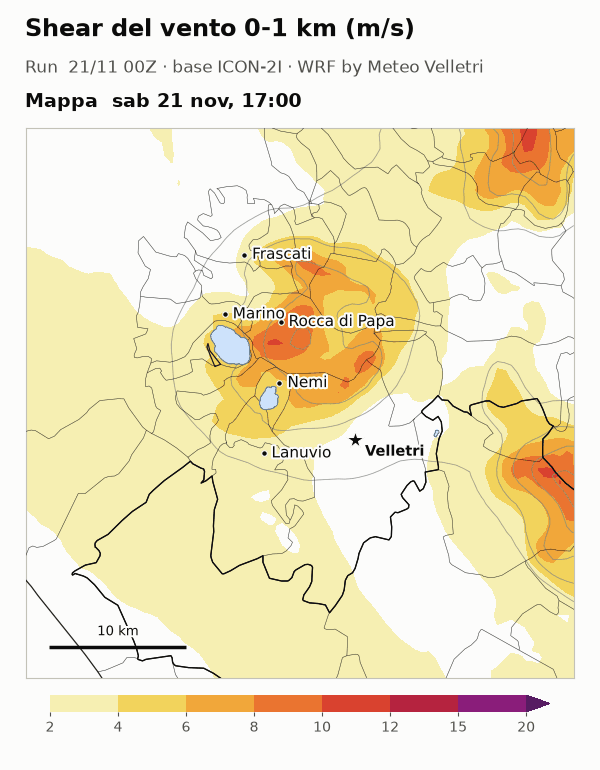 Shear del vento 0-1 km (m/s)
Run  21/11 00Z · base ICON-2I · WRF by Meteo Velletri
Mappa  sab 21 nov, 17:00
Frascati
Marino
Rocca di Papa
Nemi
Velletri
Lanuvio
10 km
2 4 6 8 10 12 15 20